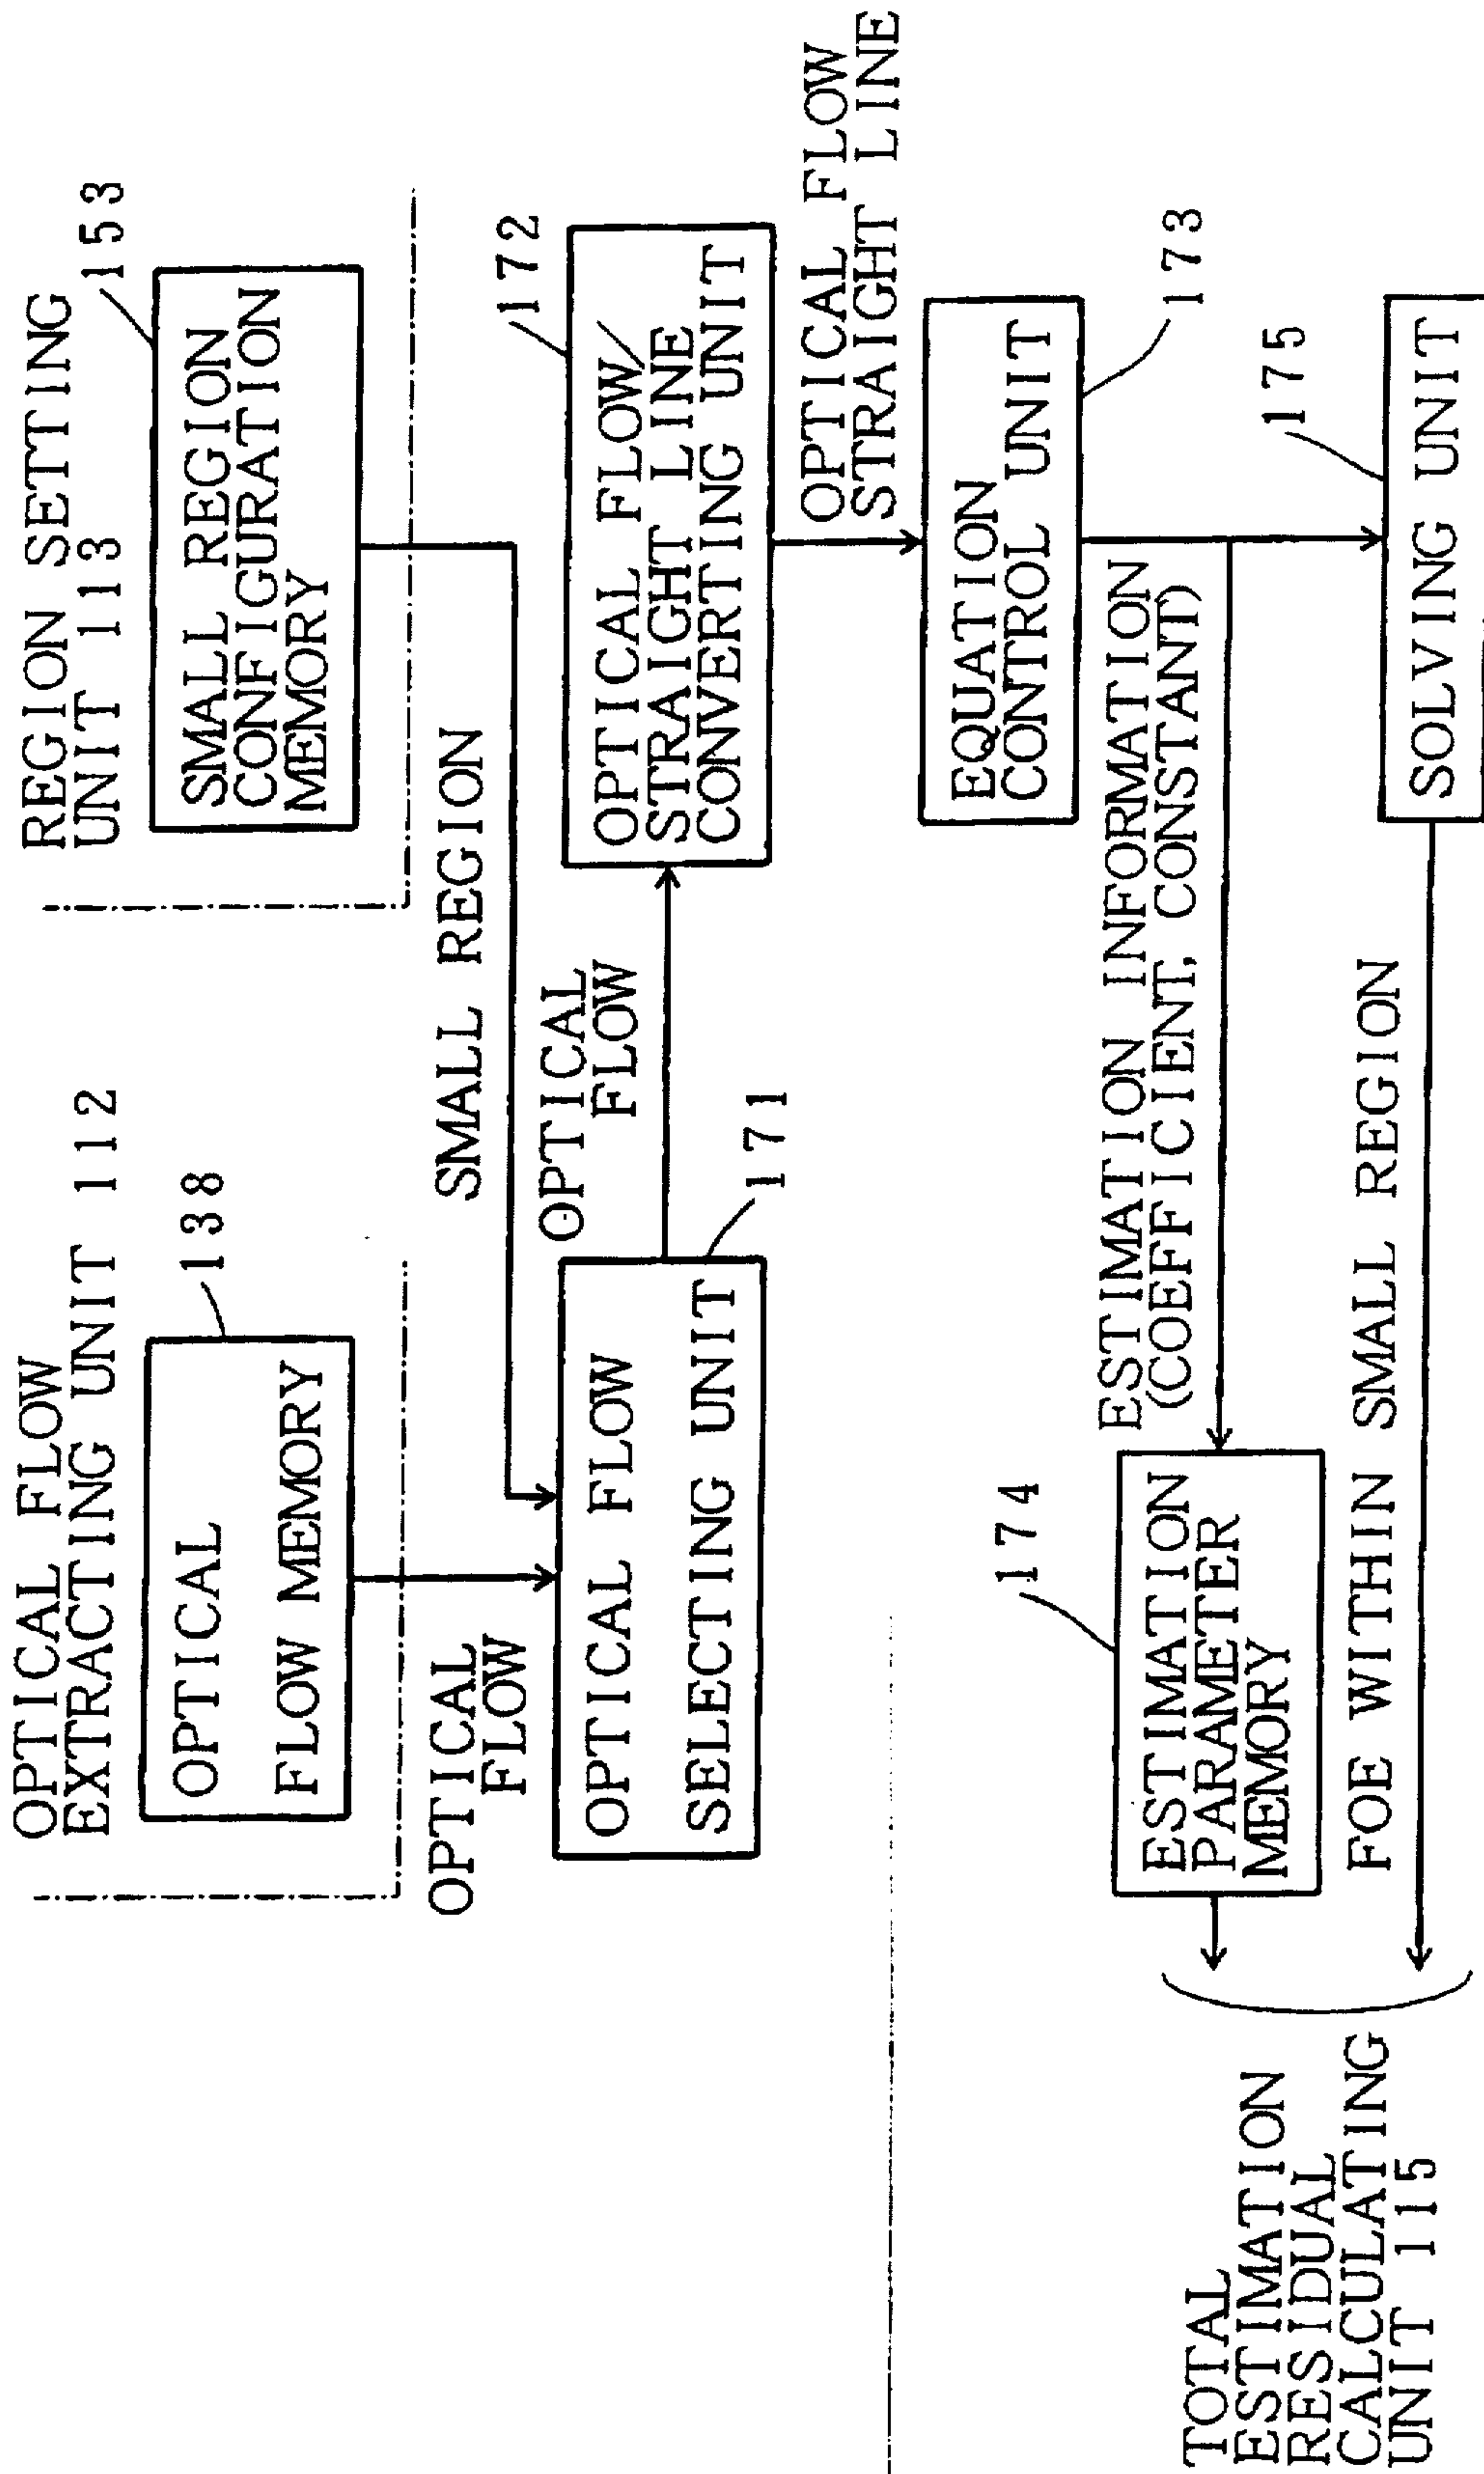 OPTICAL FLOW
EXTRACTING UNIT 112
138
OPTICAL
FLOW MEMORY
REGION SETTING
UNIT 113
153
SMALL REGION
CONFIGURATION
MEMORY
OPTICAL
FLOW
SMALL REGION
OPTICAL FLOW
SELECTING UNIT
171
OPTICAL
FLOW
172
OPTICAL FLOW/
STRAIGHT LINE
CONVERTING UNIT
OPTICAL FLOW
STRAIGHT LINE
EQUATION
CONTROL UNIT
173
174
ESTIMATION
PARAMETER
MEMORY
ESTIMATION INFORMATION
(COEFFICIENT, CONSTANT)
175
SOLVING UNIT
FOE WITHIN SMALL REGION
TOTAL
ESTIMATION
RESIDUAL
CALCULATING
UNIT 115